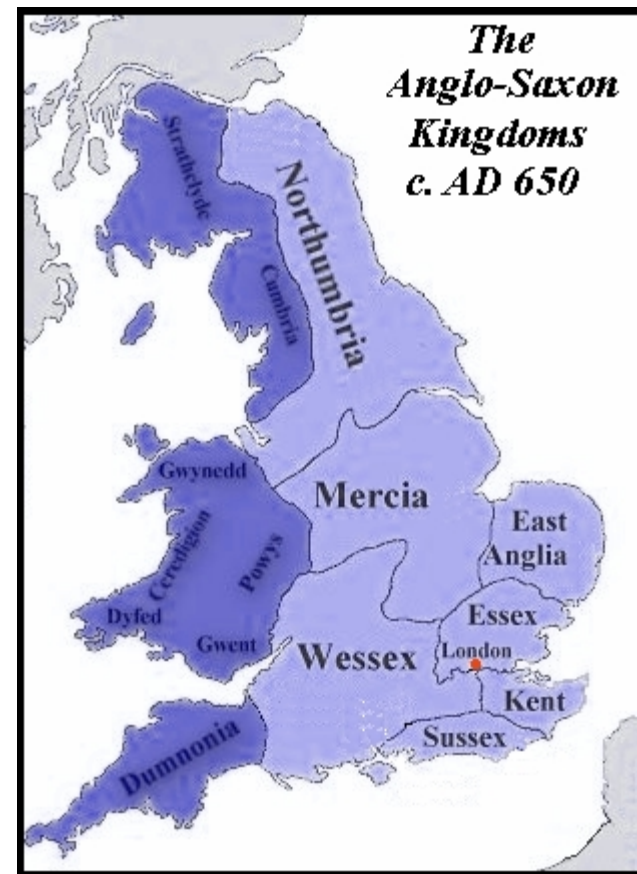 The
Anglo-Saxon
Kingdoms
c. AD 650
Strathclyde
Northumbria
Cumbria
Gwynedd
Mercia
East
Anglia
Ceredigion
Powys
Dyfed
Essex
Gwent
Wessex
London
Kent
Sussex
Dumnonia